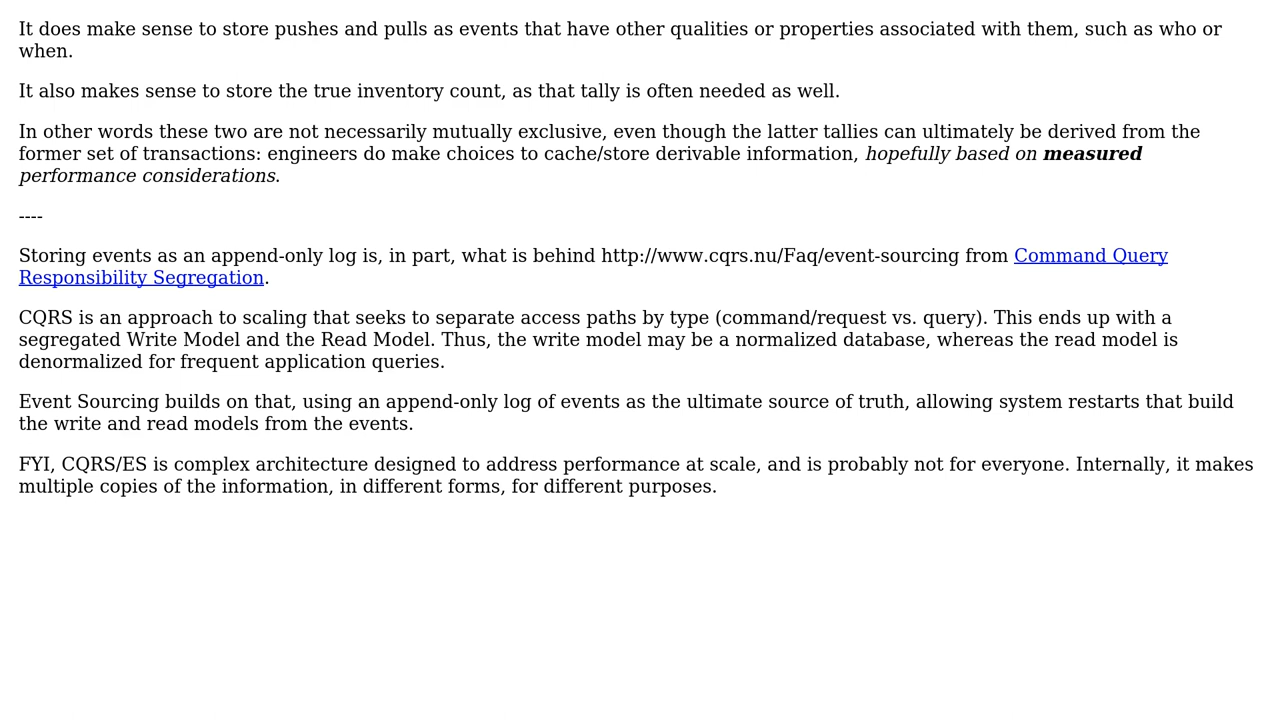 It does make sense to store pushes and pulls as events that have other qualities or properties associated with them, such as who or
when.
It also makes sense to store the true inventory count, as that tally is often needed as well.
In other words these two are not necessarily mutually exclusive, even though the latter tallies can ultimately be derived from the
former set of transactions: engineers do make choices to cache/store derivable information, hopefully based on measured
performance considerations.
----
Storing events as an append-only log is, in part, what is behind http://www.cqrs.nu/Faq/event-sourcing from Command Query
Responsibility Segregation.
CQRS is an approach to scaling that seeks to separate access paths by type (command/request vs. query). This ends up with a
segregated Write Model and the Read Model. Thus, the write model may be a normalized database, whereas the read model is
denormalized for frequent application queries.
Event Sourcing builds on that, using an append-only log of events as the ultimate source of truth, allowing system restarts that build
the write and read models from the events.
FYI, CQRS/ES is complex architecture designed to address performance at scale, and is probably not for everyone. Internally, it makes
multiple copies of the information, in different forms, for different purposes.